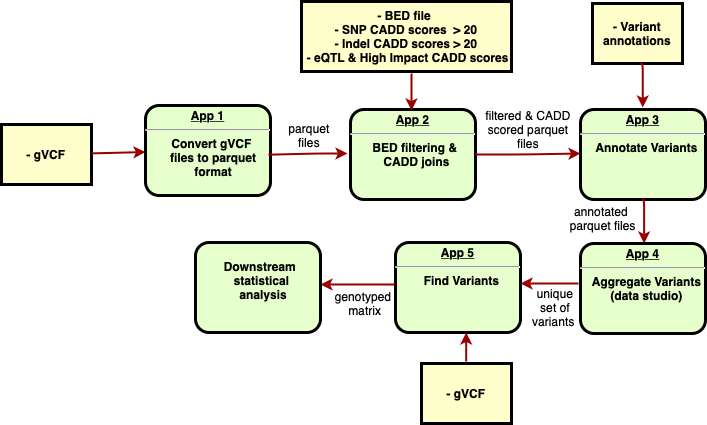 - BED file
- SNP CADD scores > 20
- Indel CADD scores > 20
- eQTL & High Impact CADD scores
- Variant
annotations
- gVCF
App 1
Convert gVCF
files to parquet
format
parquet
files
App 2
BED filtering &
CADD joins
filtered & CADD
scored parquet
files
App 3
Annotate Variants
annotated
parquet files
App 4
Aggregate Variants
(data studio)
unique
set of
variants
App 5
Find Variants
- gVCF
genotyped
matrix
Downstream
statistical
analysis